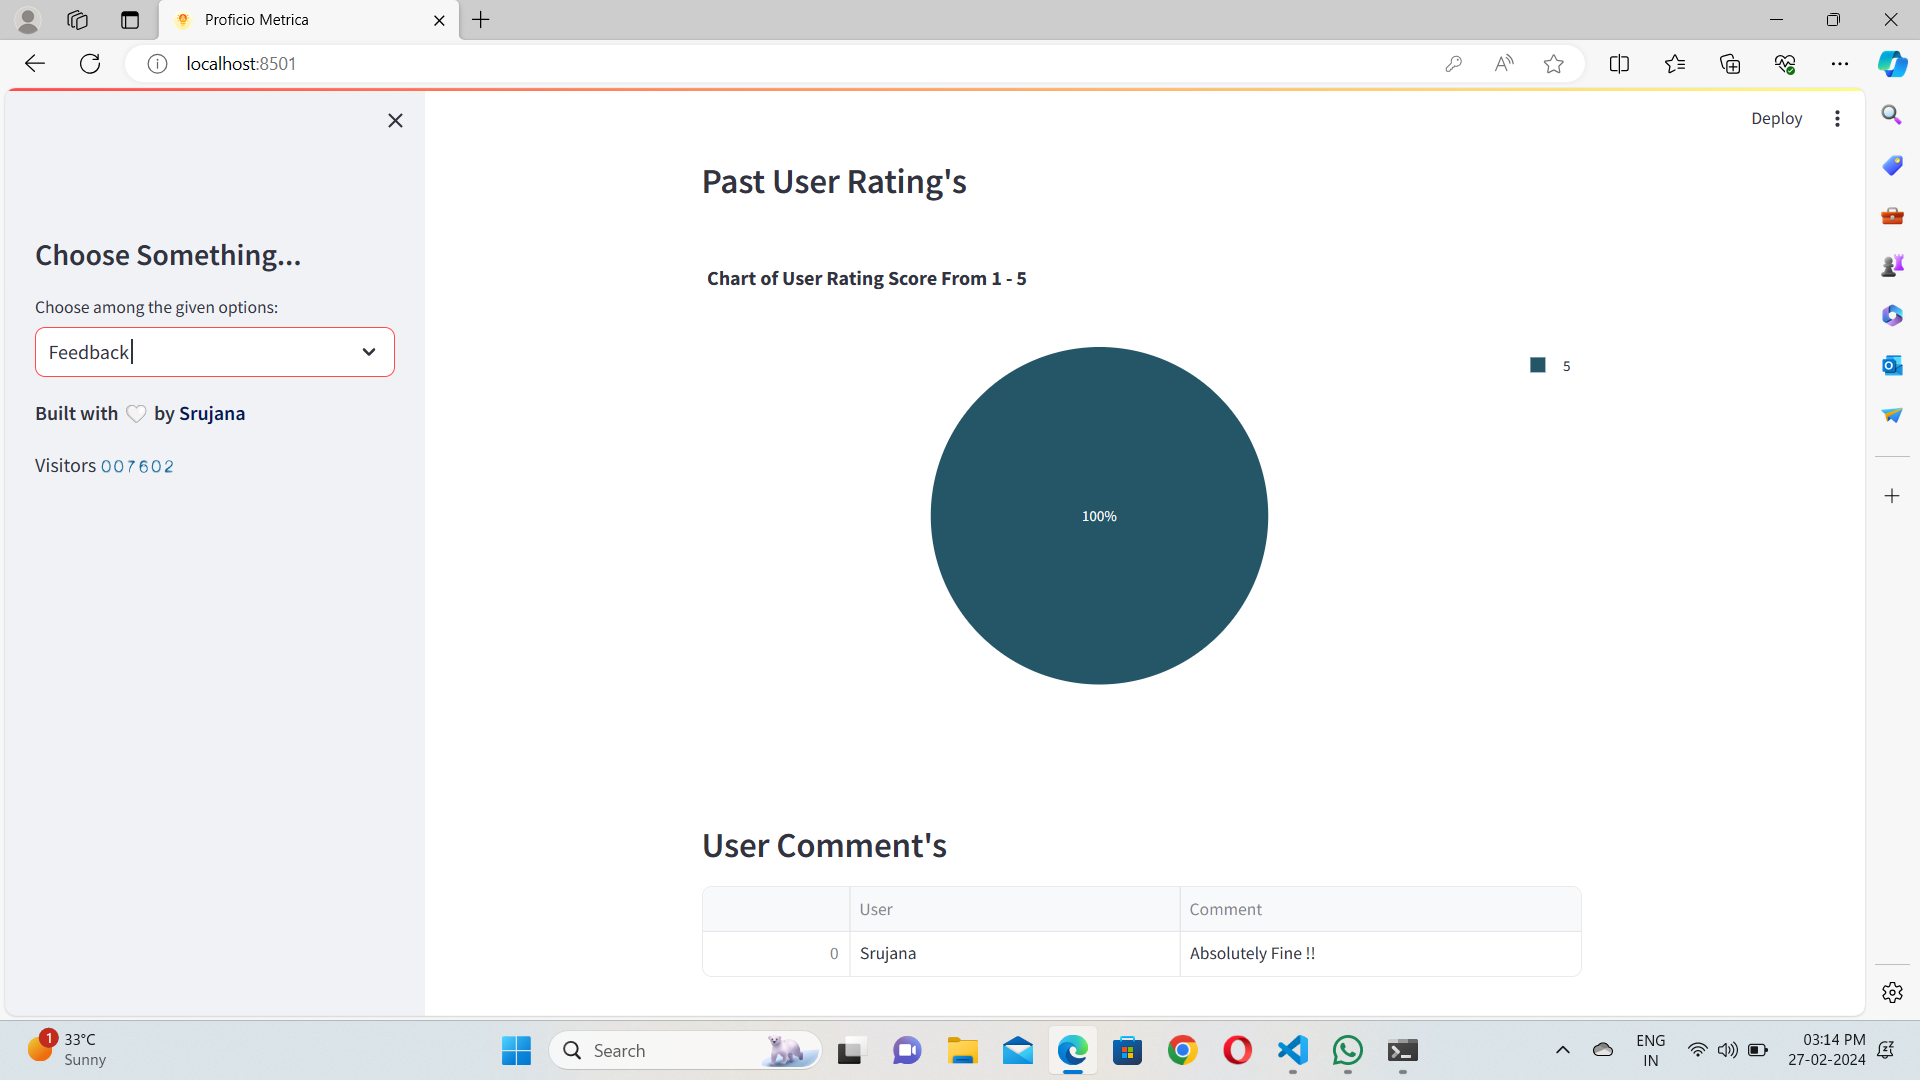 Proficio Metrica
localhost:8501
Deploy
Choose Something...
Choose among the given options:
Feedback
Built with 🤍 by Srujana
Visitors 007602
Past User Rating's
Chart of User Rating Score From 1 - 5
5
100%
User Comment's
User Comment
0 Srujana Absolutely Fine !!
1
33°C
Sunny
Search
ENG
IN
03:14 PM
27-02-2024